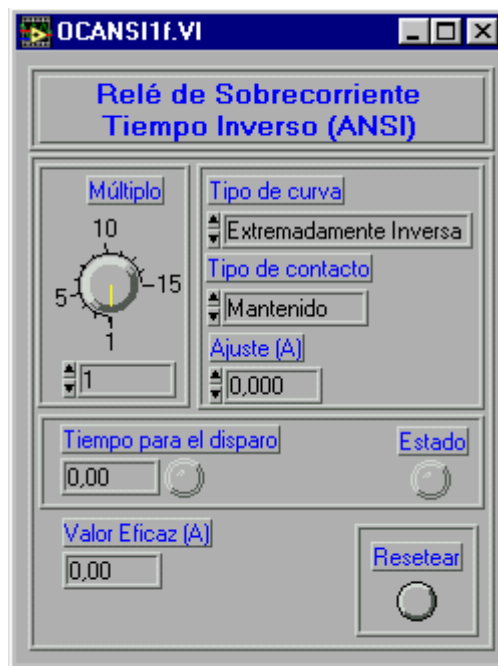 OCANSI1f.VI
Relé de Sobrecorriente
Tiempo Inverso (ANSI)
Múltiplo
10
5
15
1
1
Tipo de curva
Extremadamente Inversa
Tipo de contacto
Mantenido
Ajuste (A)
0,000
Tiempo para el disparo
0,00
Estado
Valor Eficaz (A)
0,00
Resetear